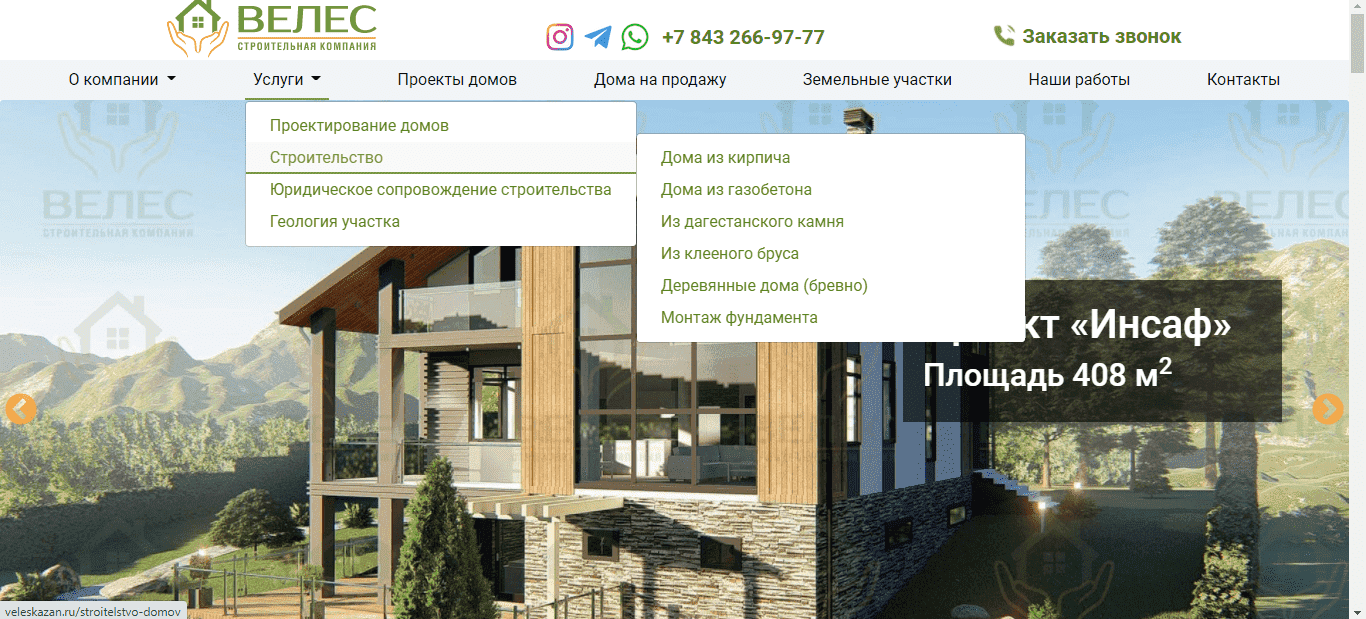 ВЕЛЕС
СТРОИТЕЛЬНАЯ КОМПАНИЯ
+7 843 266-97-77
Заказать звонок
О компании
Услуги
Проекты домов
Дома на продажу
Земельные участки
Наши работы
Контакты
Проектирование домов
Строительство
Юридическое сопровождение строительства
Геология участка
Дома из кирпича
Дома из газобетона
Из дагестанского камня
Из клееного бруса
Деревянные дома (бревно)
Монтаж фундамента
ВЕЛЕС
СТРОИТЕЛЬНАЯ КОМПАНИЯ
«Инсаф»
Площадь 408 м²
veleskazan.ru/stroitelstvo-domov